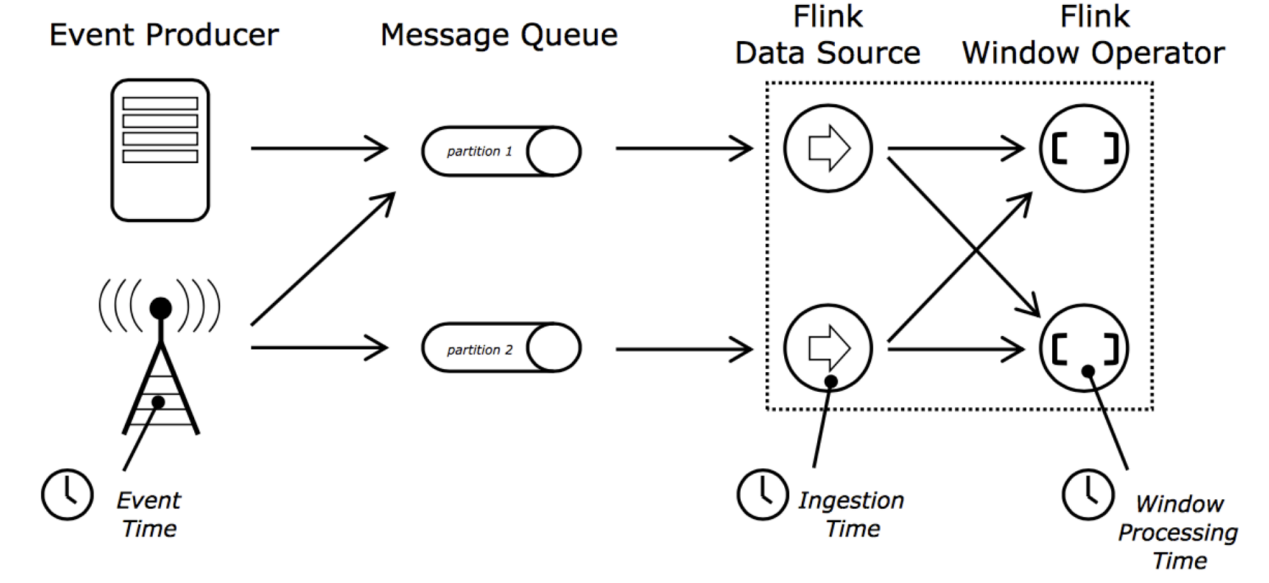 Event Producer
Message Queue
Flink
Data Source
Flink
Window Operator
partition 1
partition 2
Event
Time
Ingestion
Time
Window
Processing
Time